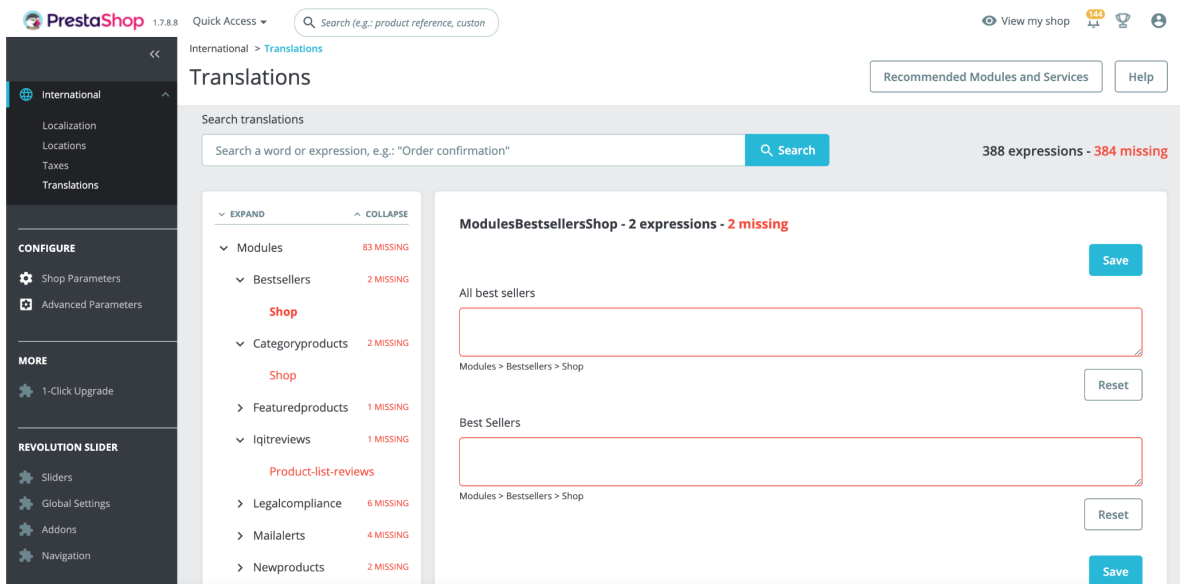 PrestaShop 1.7.8.8 Quick Access Search (e.g.: product reference, custon View my shop 144
International > Translations
Translations
Recommended Modules and Services Help
International
Localization
Locations
Taxes
Translations
CONFIGURE
Shop Parameters
Advanced Parameters
MORE
1-Click Upgrade
REVOLUTION SLIDER
Sliders
Global Settings
Addons
Navigation
Search translations
Search a word or expression, e.g.: "Order confirmation" Search
388 expressions - 384 missing
EXPAND COLLAPSE
Modules 83 MISSING
Bestsellers 2 MISSING
Shop
Categoryproducts 2 MISSING
Shop
Featuredproducts 1 MISSING
Iqitreviews 1 MISSING
Product-list-reviews
Legalcompliance 6 MISSING
Mailalerts 4 MISSING
Newproducts 2 MISSING
ModulesBestsellersShop - 2 expressions - 2 missing
Save
All best sellers
Modules > Bestsellers > Shop
Reset
Best Sellers
Modules > Bestsellers > Shop
Reset
Save